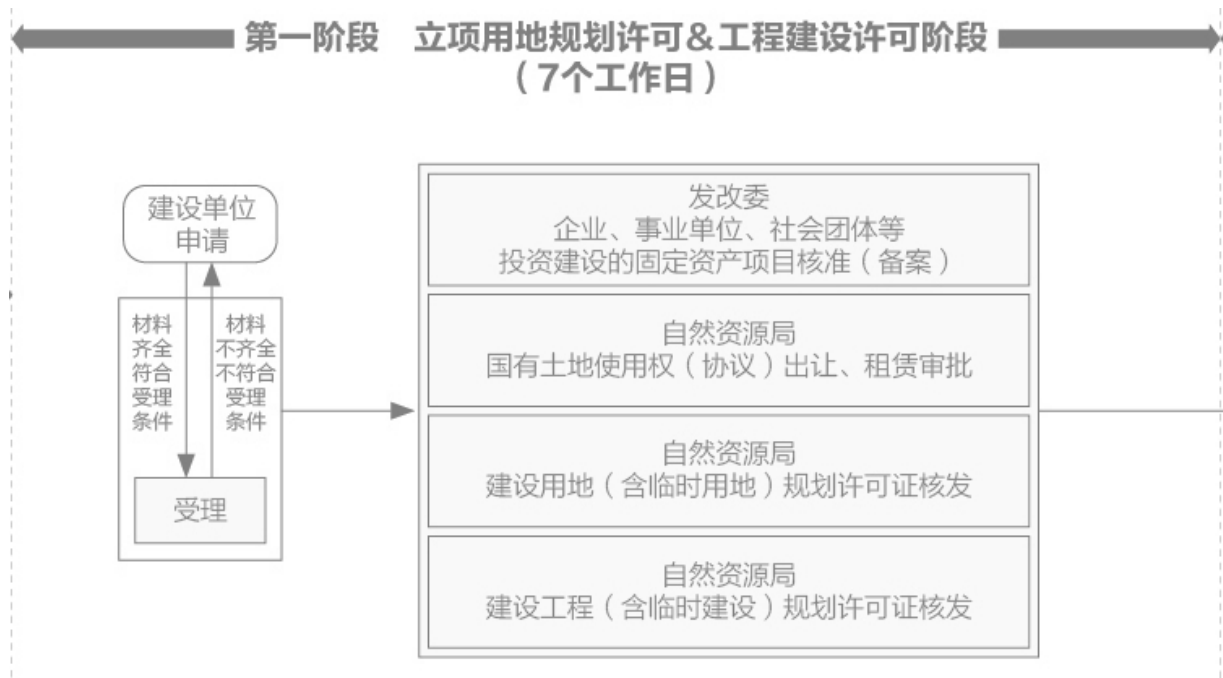 第一阶段 立项用地规划许可&工程建设许可阶段
（7个工作日）
建设单位
申请
材料
齐全
符合
受理
条件
材料
不齐全
不符合
受理
条件
受理
发改委
企业、事业单位、社会团体等
投资建设的固定资产项目核准（备案）
自然资源局
国有土地使用权（协议）出让、租赁审批
自然资源局
建设用地（含临时用地）规划许可证核发
自然资源局
建设工程（含临时建设）规划许可证核发